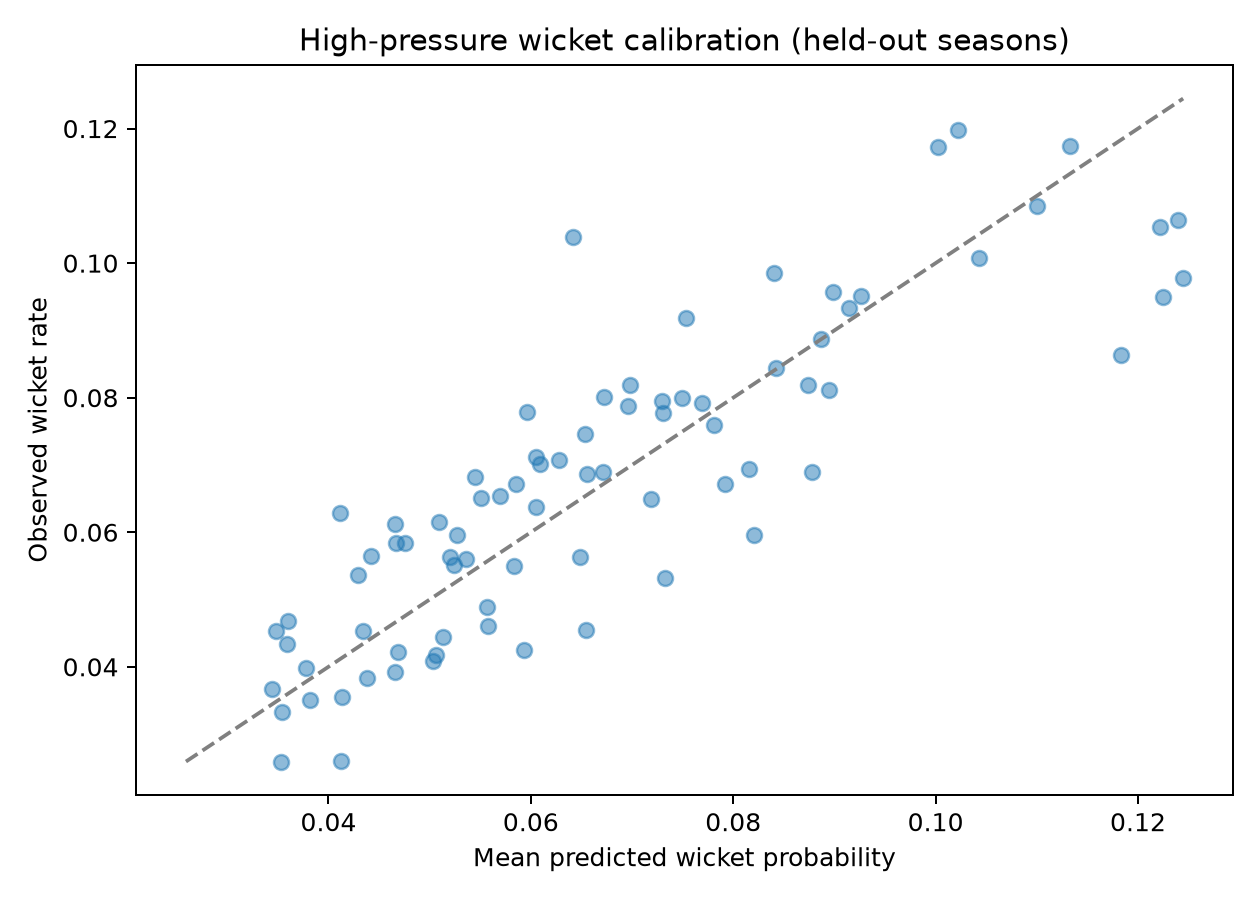 High-pressure wicket calibration (held-out seasons)
0.12
0.10
0.08
0.06
0.04
Observed wicket rate
0.04 0.06 0.08 0.10 0.12
Mean predicted wicket probability